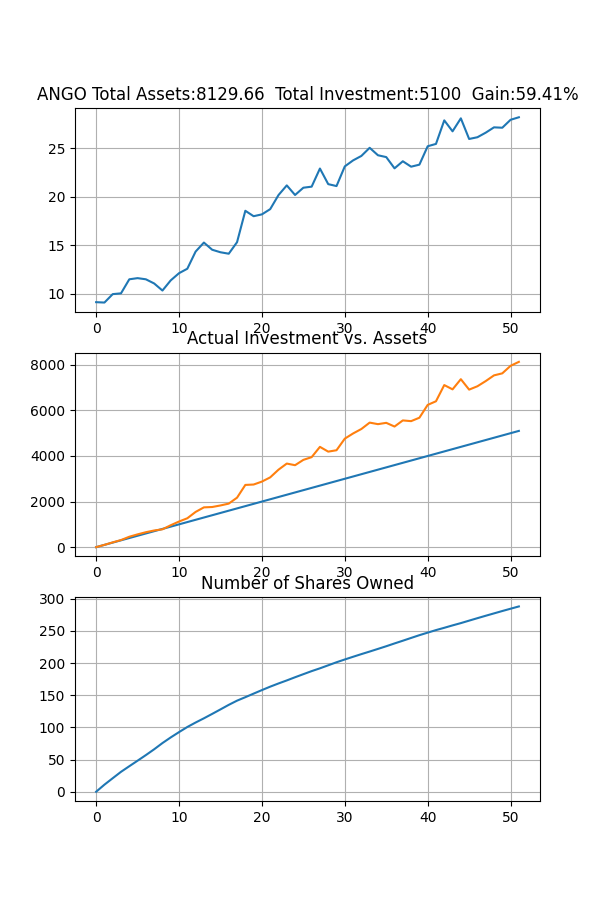 ANGO Total Assets:8129.66  Total Investment:5100  Gain:59.41%
25
20
15
10
0 10 20 30 40 50
Actual Investment vs. Assets
8000
6000
4000
2000
0
0 10 20 30 40 50
Number of Shares Owned
300
250
200
150
100
50
0
0 10 20 30 40 50